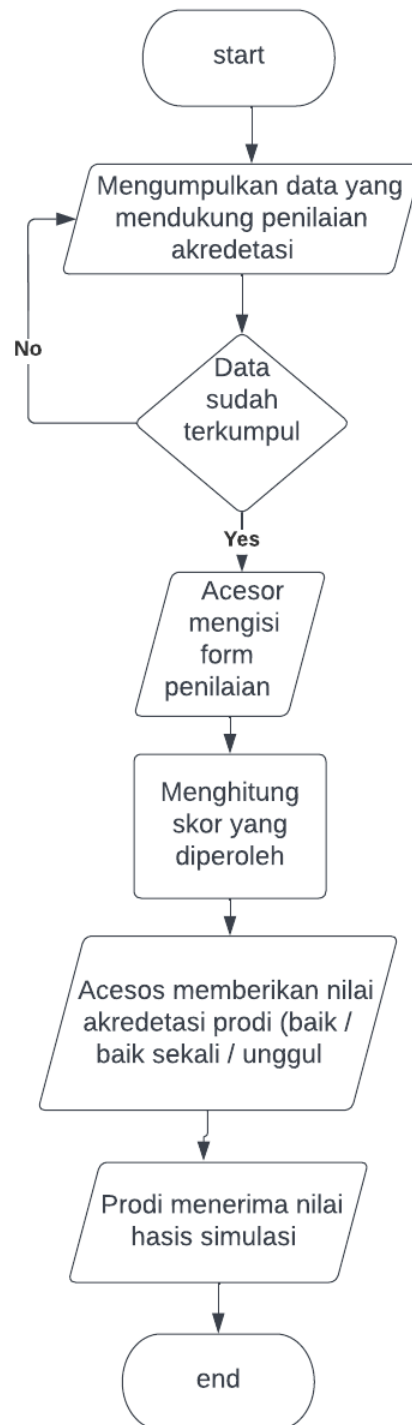 start
Mengumpulkan data yang
mendukung penilaian
akredetasi
No
Data
sudah
terkumpul
Yes
Acesor
mengisi
form
penilaian
Menghitung
skor yang
diperoleh
Acesos memberikan nilai
akredetasi prodi (baik /
baik sekali / unggul
Prodi menerima nilai
hasis simulasi
end